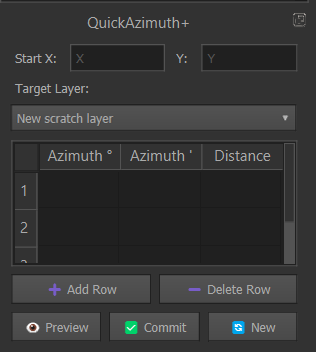 QuickAzimuth+
Start X: X Y: Y
Target Layer:
New scratch layer
Azimuth ° Azimuth ' Distance
1
2
Add Row Delete Row
Preview Commit New